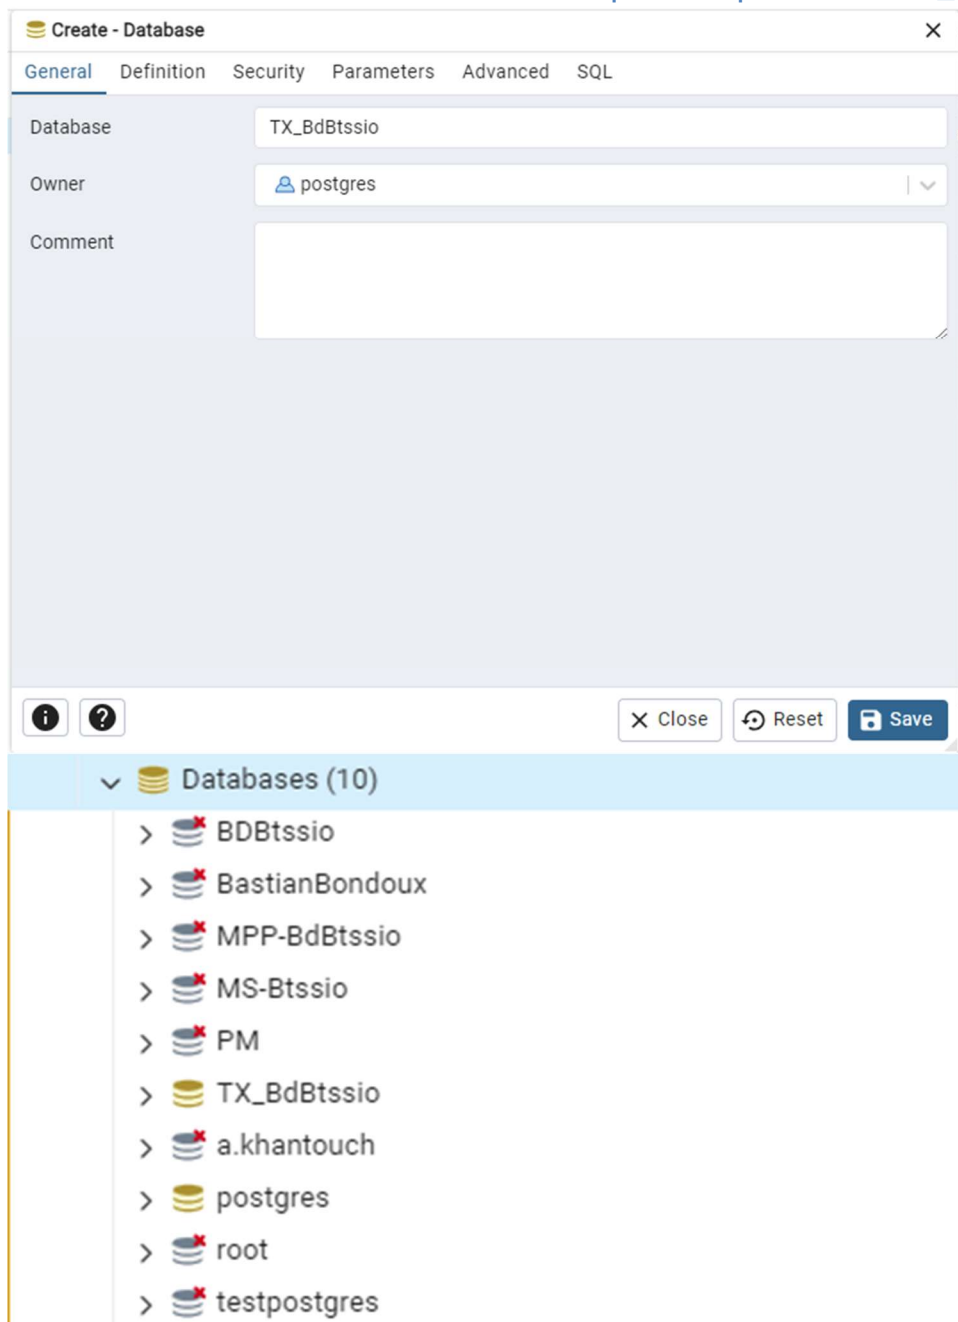 Create - Database
General Definition Security Parameters Advanced SQL
Database TX_BdBtssio
Owner postgres
Comment
Close Reset Save
Databases (10)
BDBtssio
BastianBondoux
MPP-BdBtssio
MS-Btssio
PM
TX_BdBtssio
a.khantouch
postgres
root
testpostgres